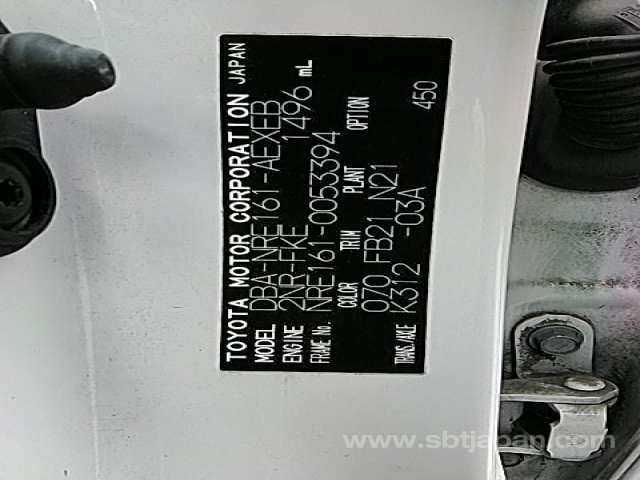 TOYOTA MOTOR CORPORATION JAPAN
MODEL DBA-NRE161-AEXEB
ENGINE 2NR-FKE 1496 mL
FRAME No. NRE161-0053394
COLOR TRIM PLANT OPTION
070 FB21 N21 450
TRANS/AXLE K312 -03A
www.sbtjapan.com/